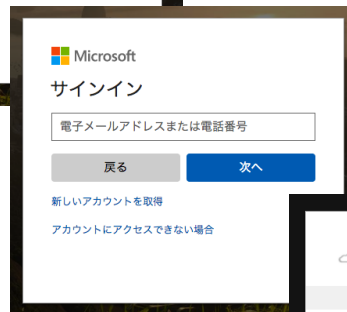 Microsoft
サインイン
電子メールアドレスまたは電話番号
戻る
次へ
新しいアカウントを取得
アカウントにアクセスできない場合